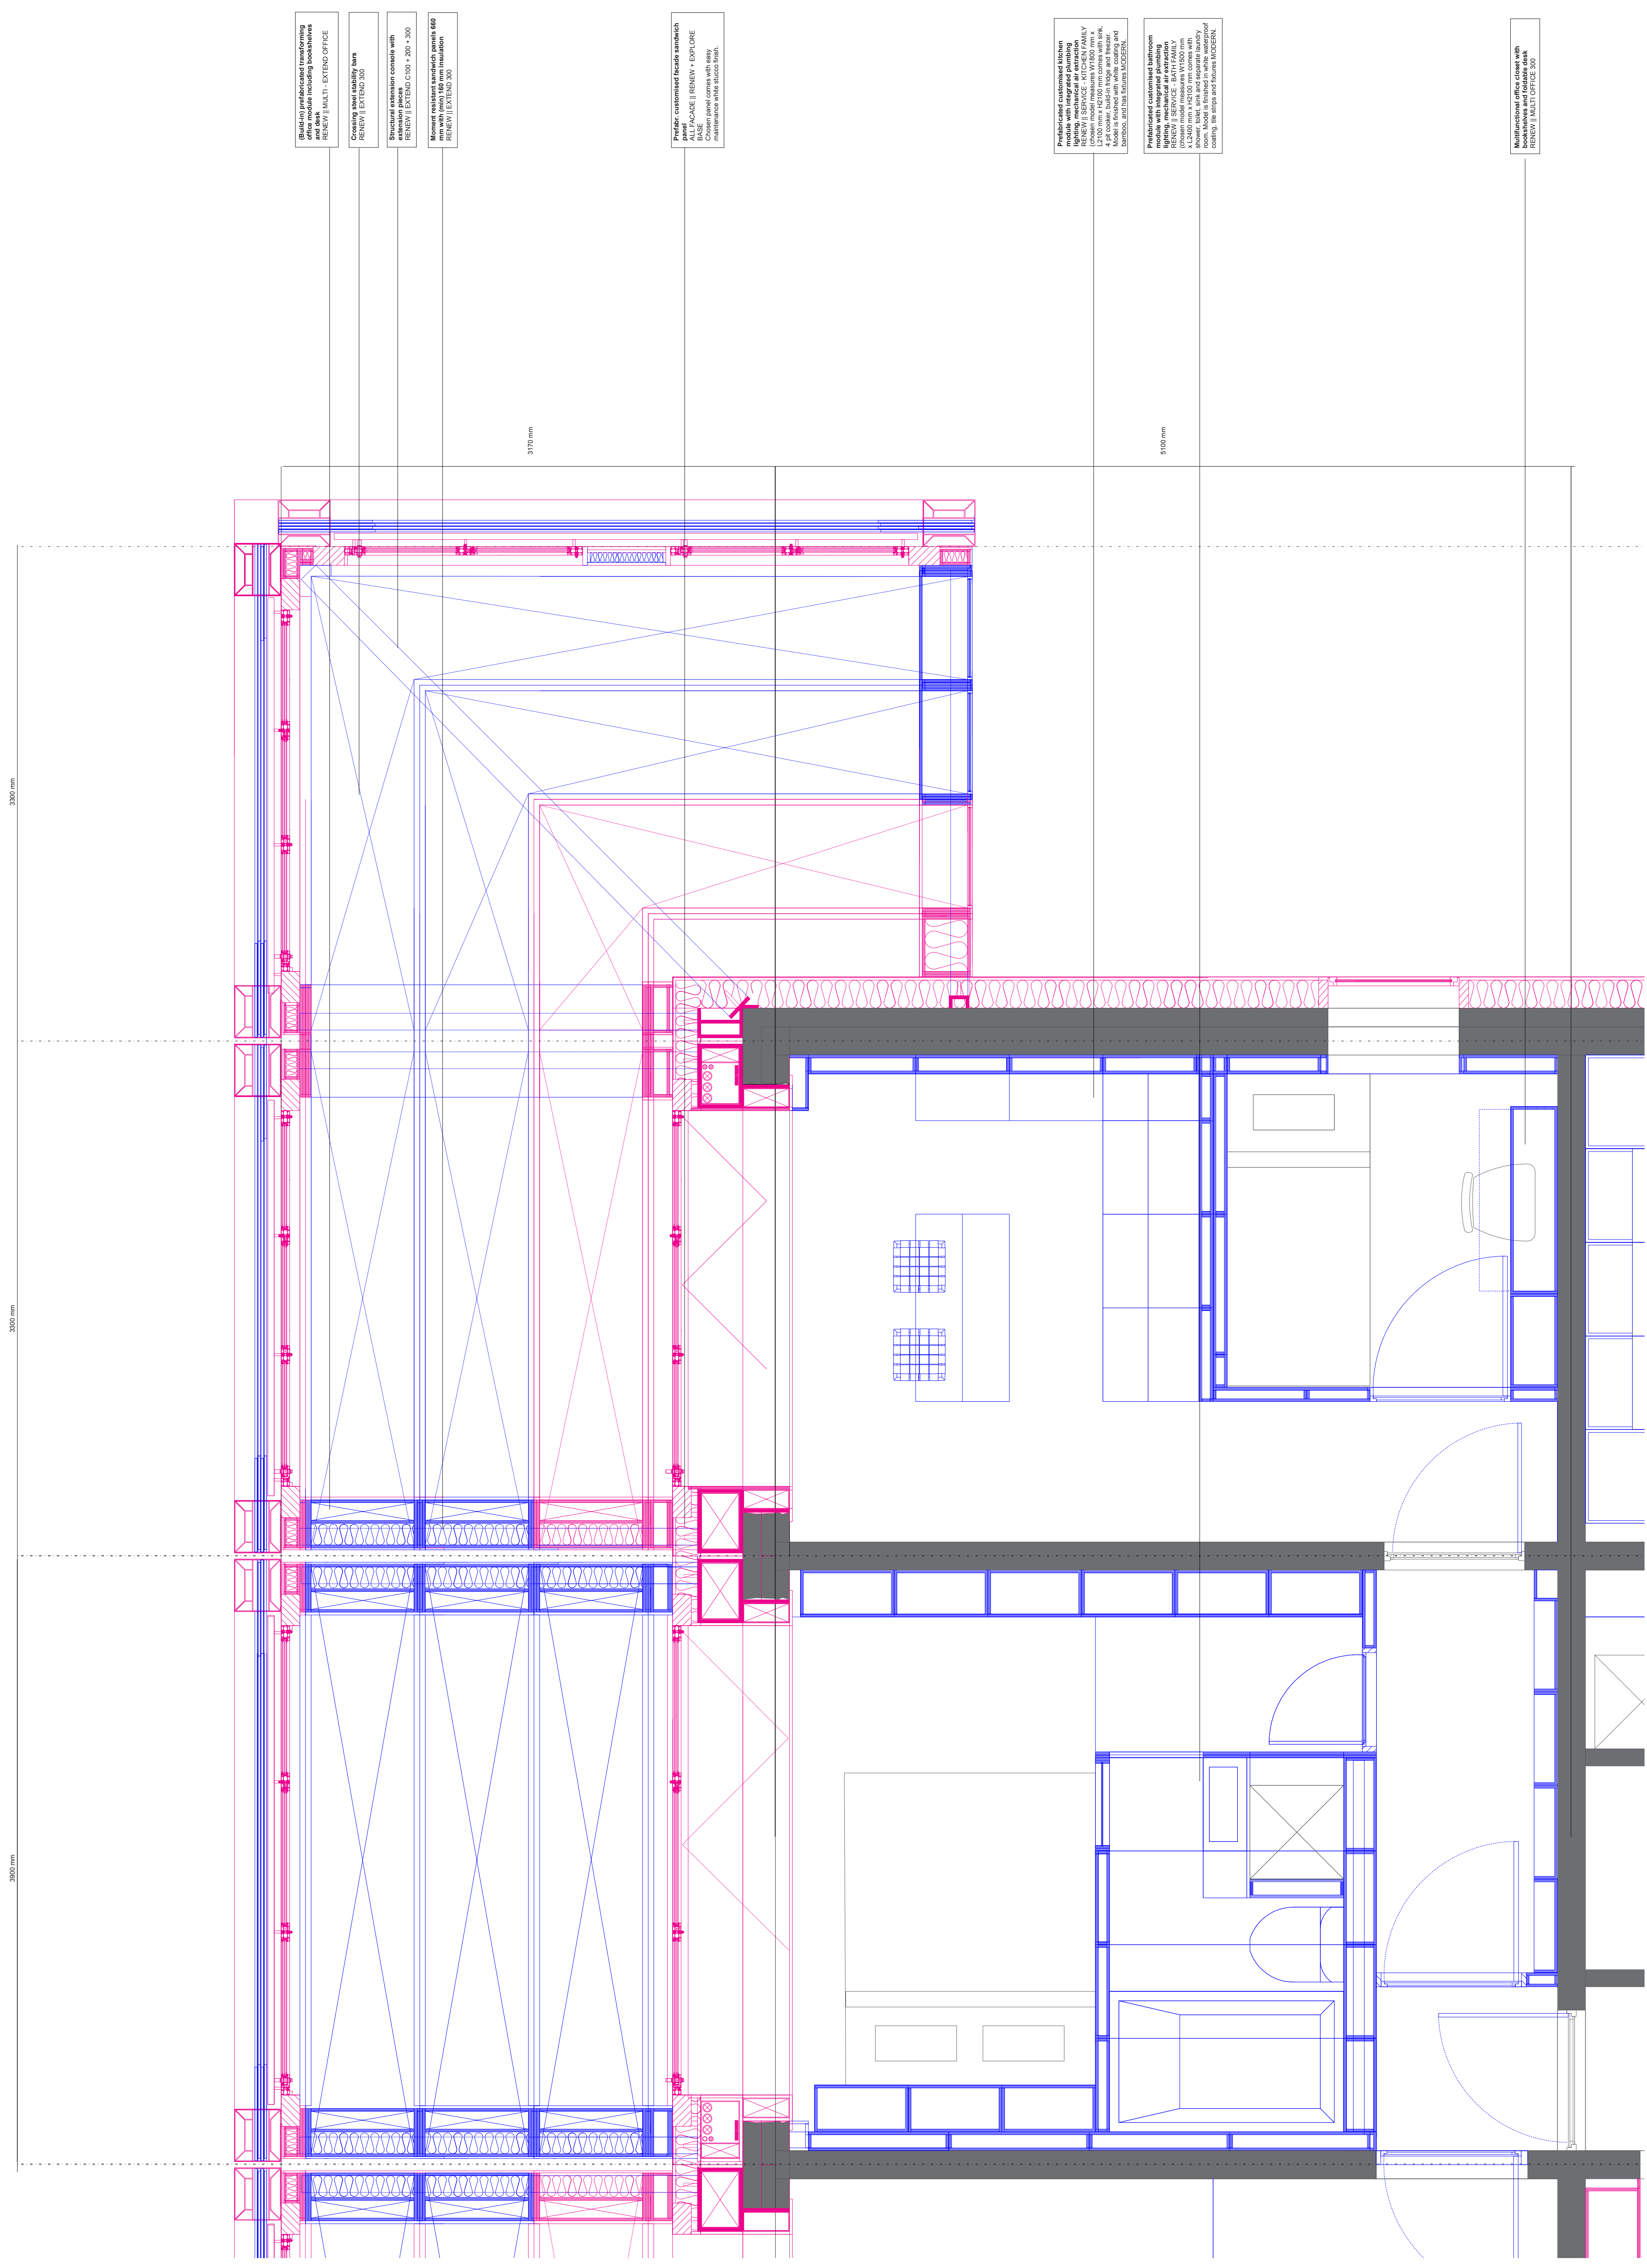 (Build-in) prefabricated transforming
office module including bookshelves
and desk
RENEW || MULTI - EXTEND OFFICE
Crossing steel stability bars
RENEW || EXTEND 300
Structural extension console with
extension pieces
RENEW || EXTEND C100 + 200 + 300
Moment resistant sandwich panels 660
mm with (min) 160 mm insulation
RENEW || EXTEND 300
Prefabr. customissed facade sandwich
panel
ALL FACADE || RENEW + EXPLORE
BASE
Chosen panel comes with easy
maintenance white stucco finish.
Prefabricated customised kitchen
module with integrated plumbing
lighting, mechanical air extraction
RENEW || SERVICE - KITCHEN FAMILY
(chosen model measures W1800 mm x
L2100 mm x H2100 mm comes with sink,
4 pit cooker, build-in fridge and freezer.
Model is finished with white coating and
bamboo, and has fixtures MODERN.
Prefabricated customised bathroom
module with integrated plumbing
lighting, mechanical air extraction
RENEW || SERVICE - BATH FAMILY
(chosen model measures W1500 mm
x L2400 mm x H2100 mm comes with
shower, toilet, sink and separate laundry
room. Model is finished in white waterproof
coating, tile strips and fixtures MODERN.
Multifunctional office closet with
bookshelves and foldable desk
RENEW || MULTI OFFICE 300
3170 mm
5100 mm
3300 mm
3300 mm
3900 mm